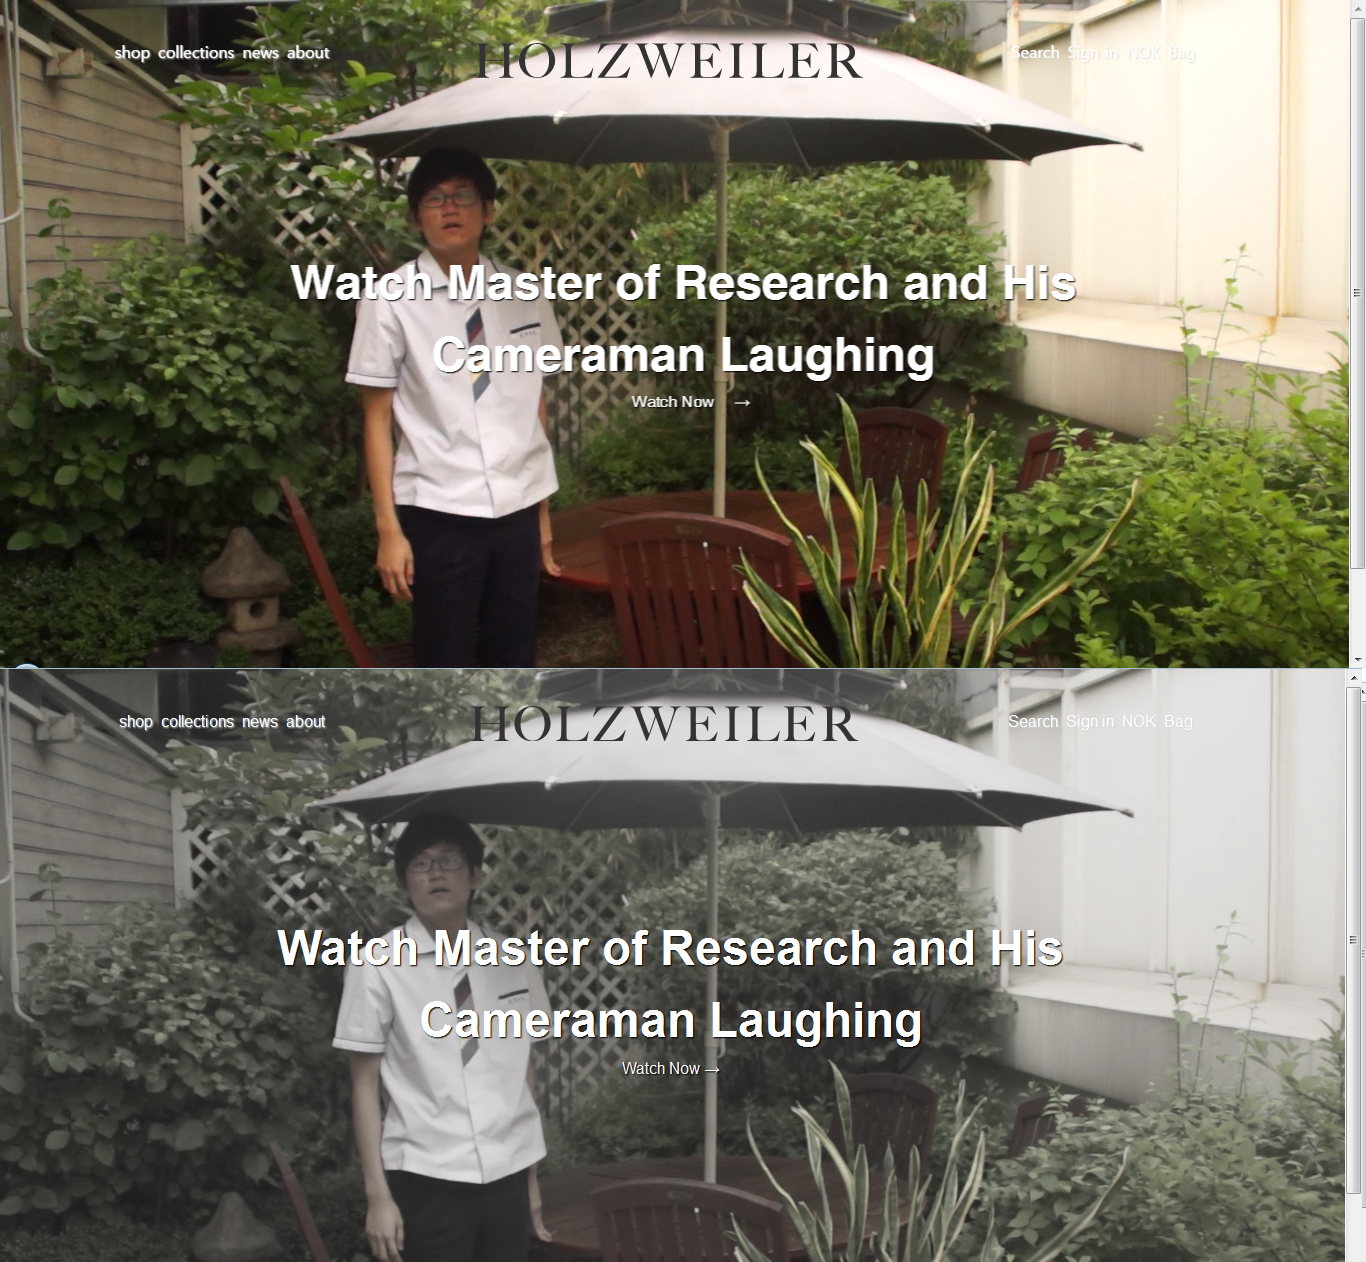 shop collections news about HOLZWEILER Search Sign in NOK Bag
Watch Master of Research and His
Cameraman Laughing
Watch Now →
shop collections news about HOLZWEILER Search Sign in NOK Bag
Watch Master of Research and His
Cameraman Laughing
Watch Now →